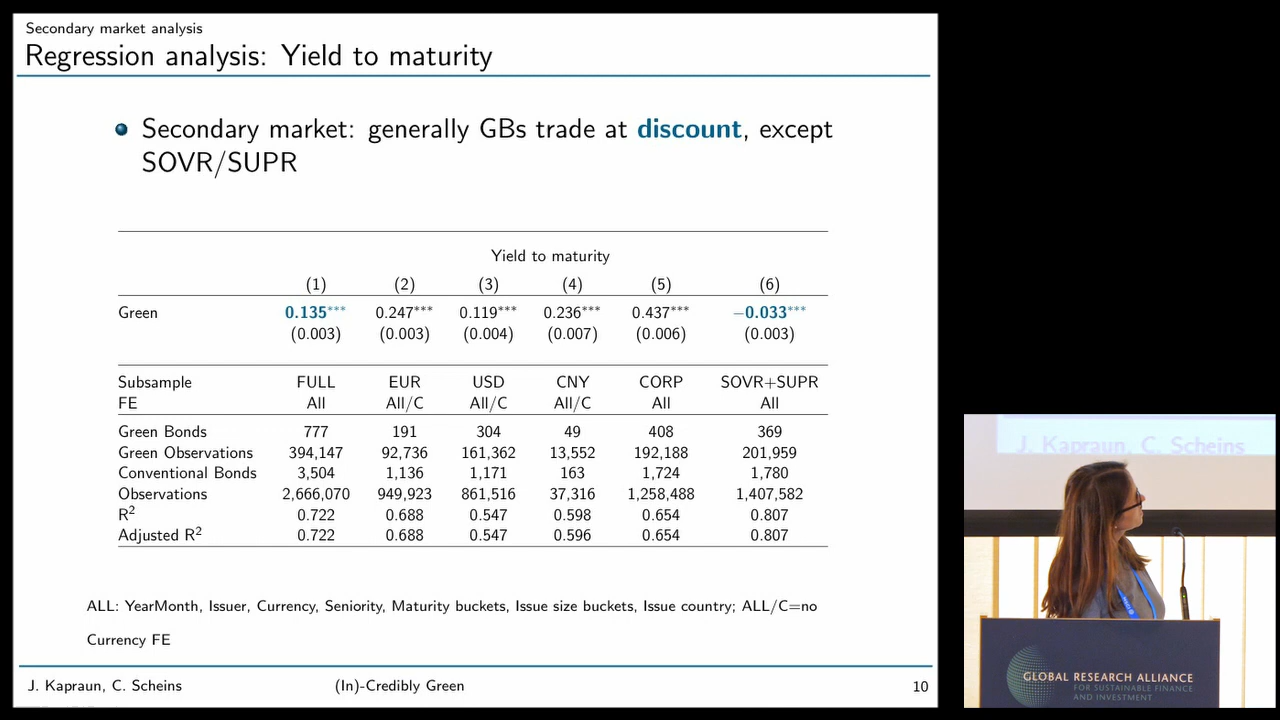 Secondary market analysis
Regression analysis: Yield to maturity
Secondary market: generally GBs trade at discount, except
SOVR/SUPR
Yield to maturity
(1) (2) (3) (4) (5) (6)
Green 0.135*** 0.247*** 0.119*** 0.236*** 0.437*** −0.033***
(0.003) (0.003) (0.004) (0.007) (0.006) (0.003)
Subsample FULL EUR USD CNY CORP SOVR+SUPR
FE All All/C All/C All/C All All
Green Bonds 777 191 304 49 408 369
Green Observations 394,147 92,736 161,362 13,552 192,188 201,959
Conventional Bonds 3,504 1,136 1,171 163 1,724 1,780
Observations 2,666,070 949,923 861,516 37,316 1,258,488 1,407,582
R² 0.722 0.688 0.547 0.598 0.654 0.807
Adjusted R² 0.722 0.688 0.547 0.596 0.654 0.807
ALL: YearMonth, Issuer, Currency, Seniority, Maturity buckets, Issue size buckets, Issue country; ALL/C=no
Currency FE
J. Kapraun, C. Scheins (In)-Credibly Green 10
J. Kapraun, C. Scheins
GLOBAL RESEARCH ALLIANCE
FOR SUSTAINABLE FINANCE
AND INVESTMENT